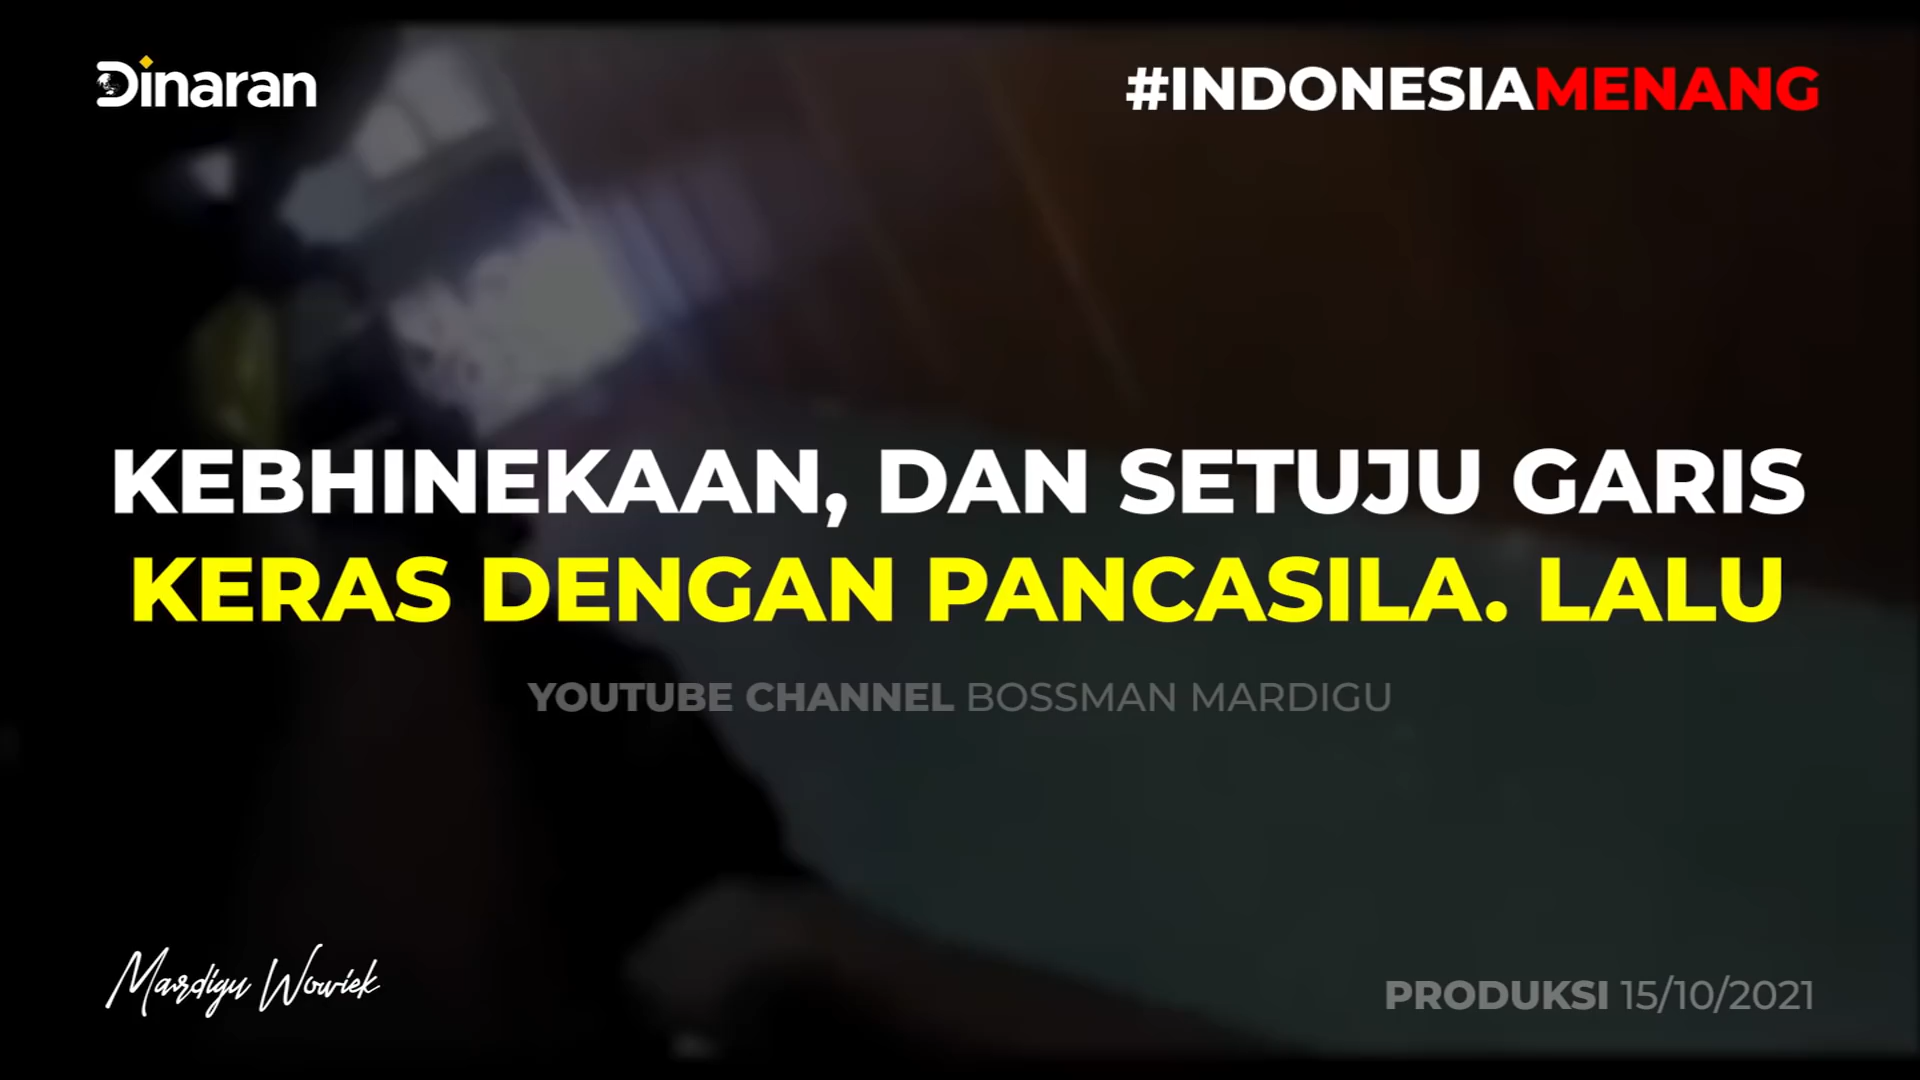 Dinaran
#INDONESIAMENANG
KEBHINEKAAN, DAN SETUJU GARIS
KERAS DENGAN PANCASILA. LALU
YOUTUBE CHANNEL BOSSMAN MARDIGU
Mardigu Wowiek
PRODUKSI 15/10/2021